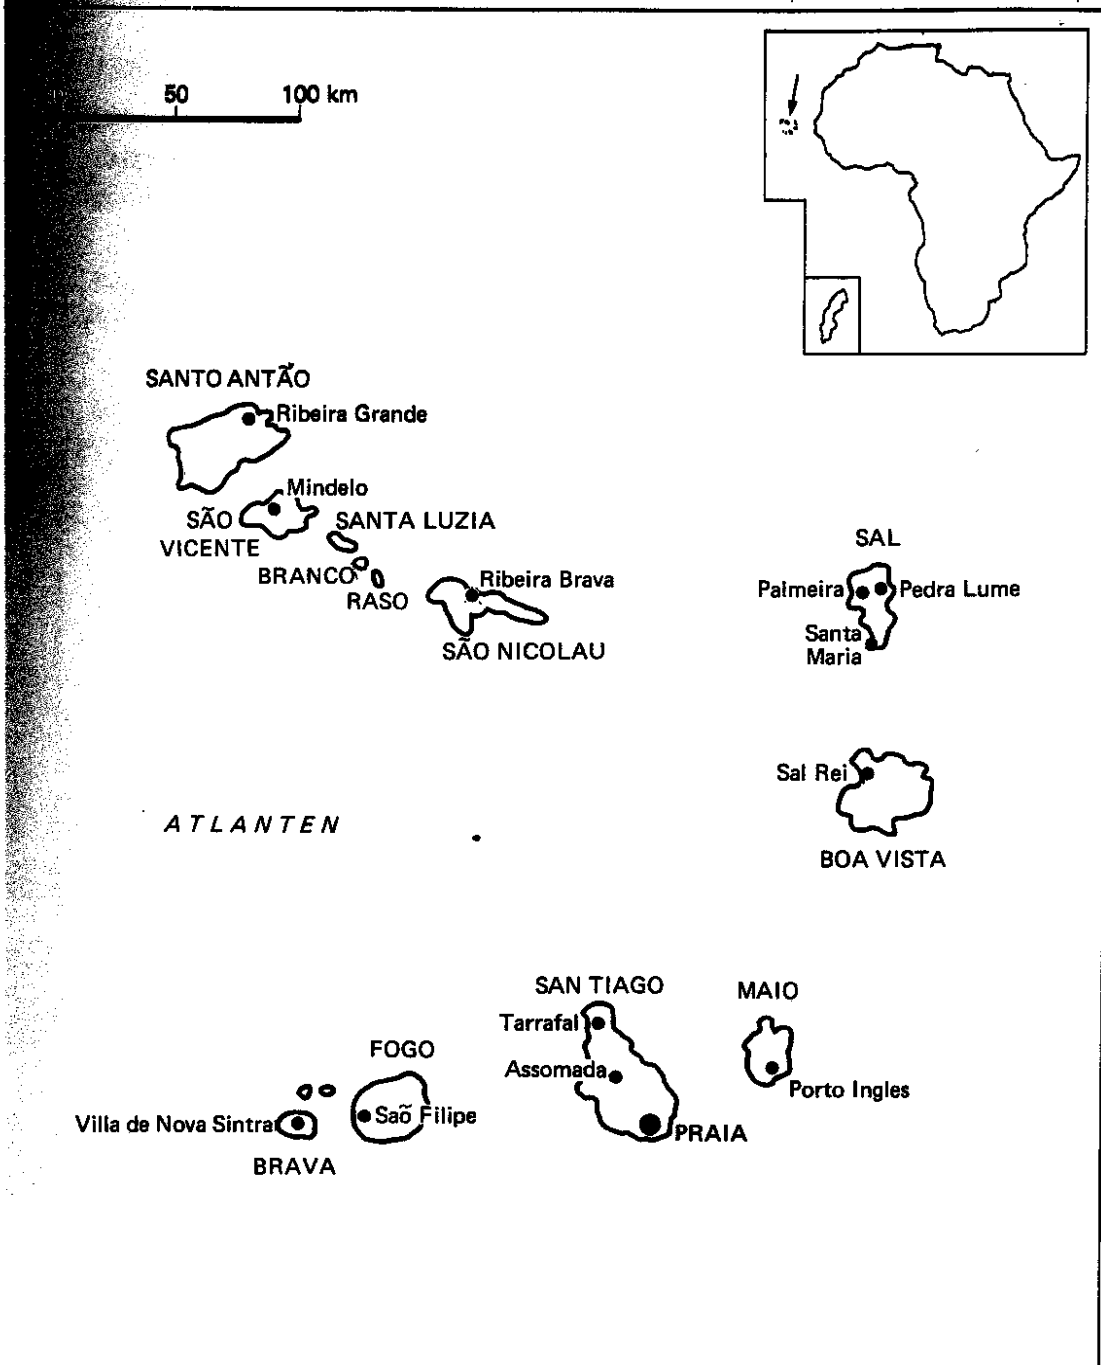 50 100 km
SANTO ANTÃO
Ribeira Grande
Mindelo
SÃO
VICENTE
SANTA LUZIA
BRANCO
RASO
Ribeira Brava
SÃO NICOLAU
SAL
Palmeira
Pedra Lume
Santa
Maria
Sal Rei
BOA VISTA
ATLANTEN
SAN TIAGO
Tarrafal
Assomada
PRAIA
MAIO
Porto Ingles
FOGO
Saõ Filipe
Villa de Nova Sintra
BRAVA